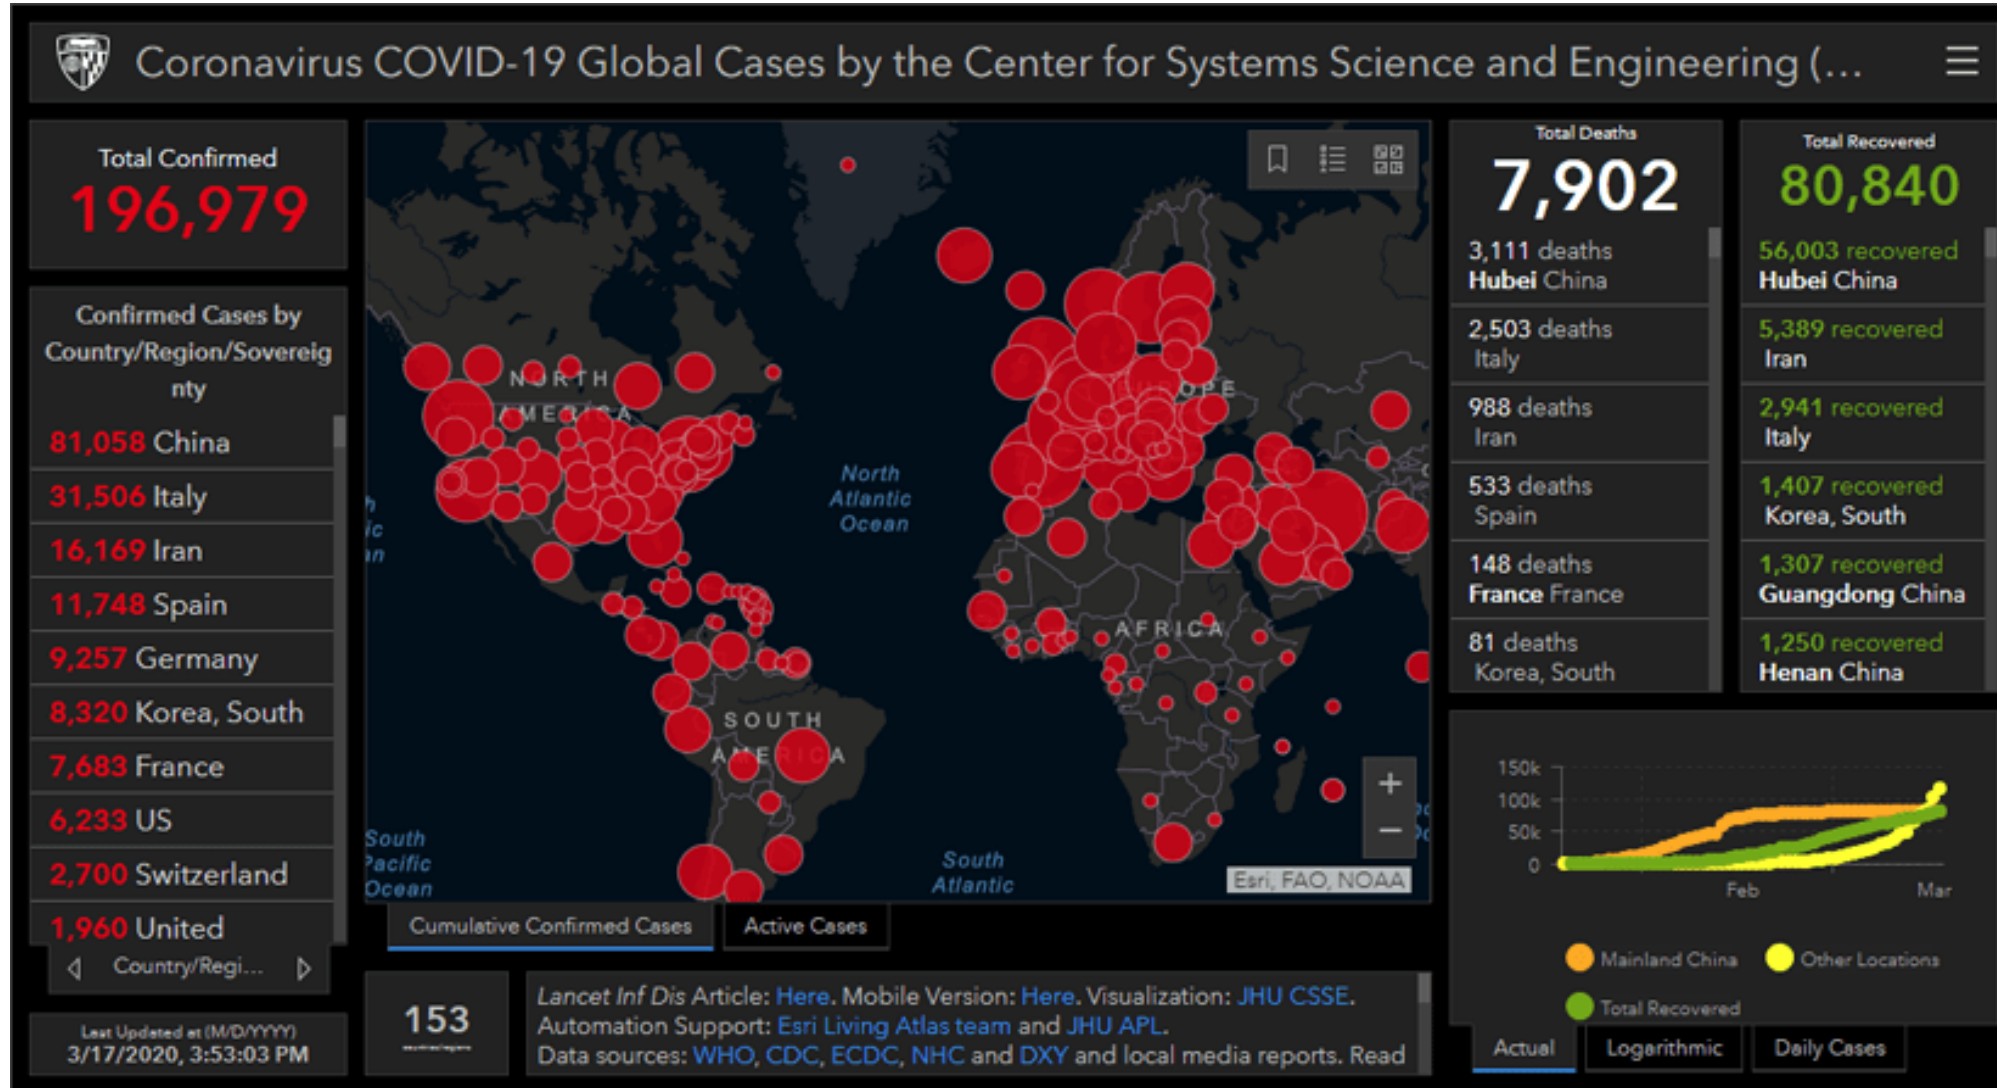 Coronavirus COVID-19 Global Cases by the Center for Systems Science and Engineering (...
Total Confirmed
196,979
Confirmed Cases by
Country/Region/Sovereig
nty
81,058 China
31,506 Italy
16,169 Iran
11,748 Spain
9,257 Germany
8,320 Korea, South
7,683 France
6,233 US
2,700 Switzerland
1,960 United
Country/Regi...
Last Updated at (M/D/YYYY)
3/17/2020, 3:53:03 PM
NORTH
AMERICA
EUROPE
North
Atlantic
Ocean
AFRICA
SOUTH
AMERICA
South
Pacific
Ocean
South
Atlantic
+
−
Esri, FAO, NOAA
Cumulative Confirmed Cases
Active Cases
153
Lancet Inf Dis Article: Here. Mobile Version: Here. Visualization: JHU CSSE.
Automation Support: Esri Living Atlas team and JHU APL.
Data sources: WHO, CDC, ECDC, NHC and DXY and local media reports. Read
Total Deaths
7,902
3,111 deaths
Hubei China
2,503 deaths
Italy
988 deaths
Iran
533 deaths
Spain
148 deaths
France France
81 deaths
Korea, South
Total Recovered
80,840
56,003 recovered
Hubei China
5,389 recovered
Iran
2,941 recovered
Italy
1,407 recovered
Korea, South
1,307 recovered
Guangdong China
1,250 recovered
Henan China
150k
100k
50k
0
Feb
Mar
Mainland China
Other Locations
Total Recovered
Actual
Logarithmic
Daily Cases